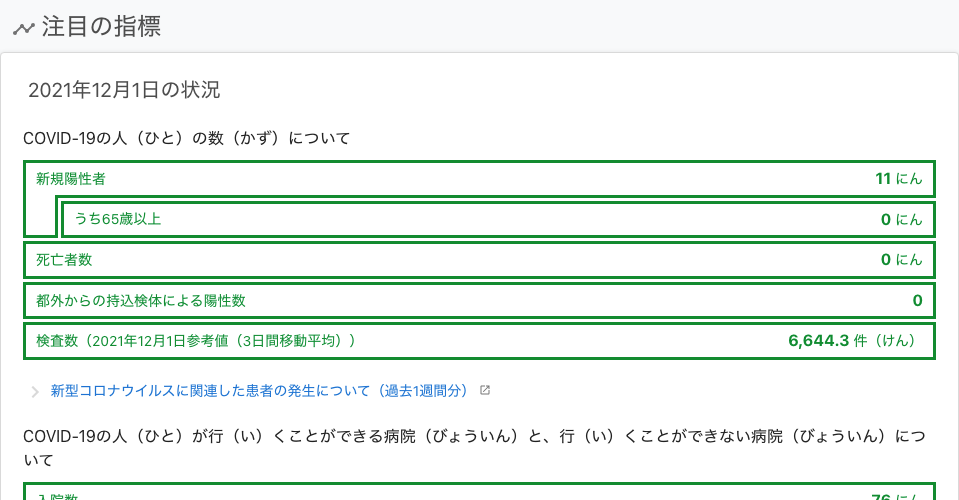 注目の指標
2021年12月1日の状況
COVID-19の人（ひと）の数（かず）について
新規陽性者 11 にん
うち65歳以上 0 にん
死亡者数 0 にん
都外からの持込検体による陽性数 0
検査数（2021年12月1日参考値（3日間移動平均）） 6,644.3 件（けん）
新型コロナウイルスに関連した患者の発生について（過去1週間分）
COVID-19の人（ひと）が行（い）くことができる病院（びょういん）と、行（い）くことができない病院（びょういん）につ
いて
入院数 76 にん